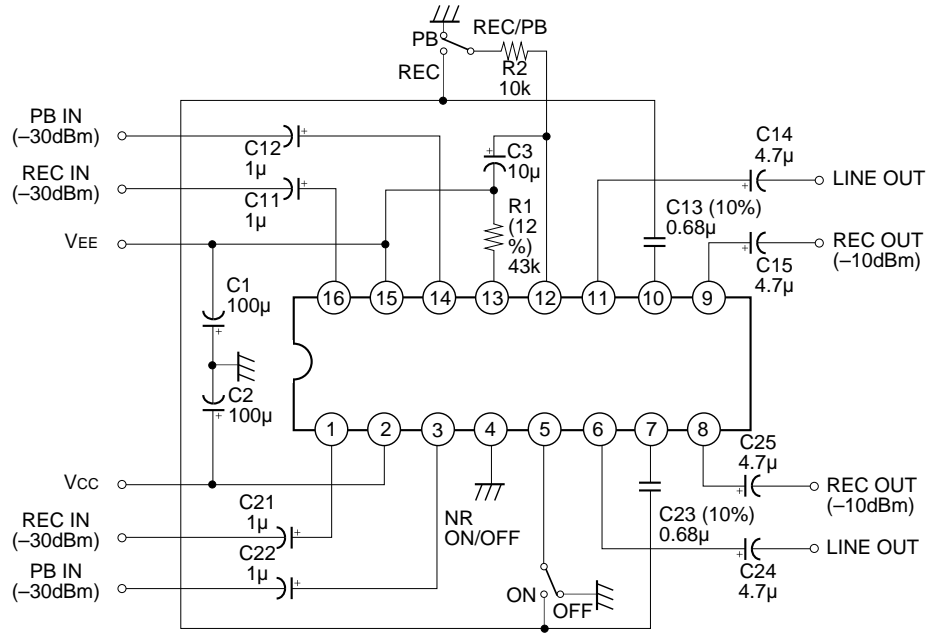 REC/PB
PB
REC
R2
10k
PB IN
(–30dBm)
C12
1µ
C3
10µ
C14
4.7µ
REC IN
(–30dBm)
C11
1µ
LINE OUT
R1
(12
%)
43k
C13 (10%)
0.68µ
VEE
REC OUT
(–10dBm)
C15
4.7µ
C1
100µ
16
15
14
13
12
11
10
9
C2
100µ
1
2
3
4
5
6
7
8
C25
4.7µ
VCC
REC OUT
(–10dBm)
C21
1µ
NR
ON/OFF
C23 (10%)
0.68µ
REC IN
(–30dBm)
C22
1µ
LINE OUT
C24
4.7µ
PB IN
(–30dBm)
ON
OFF